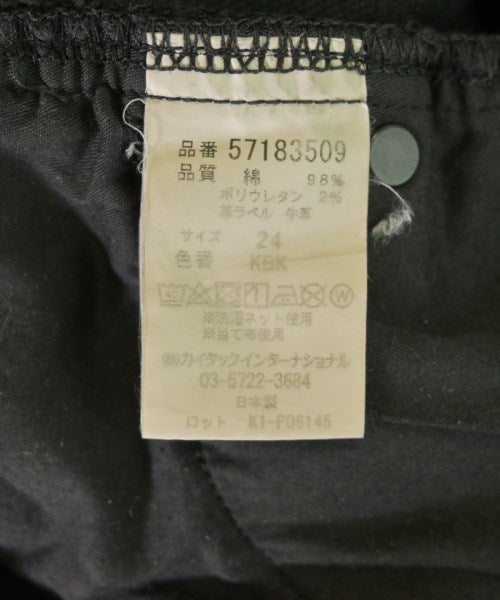 品番 57183509
品質 綿 98%
ポリウレタン 2%
革ラベル 牛革
サイズ 24
色番 KBK
40 W
※洗濯ネット使用
※当て布使用
㈱カイタックインターナショナル
03-5722-3684
日本製
ロット K1-P06145